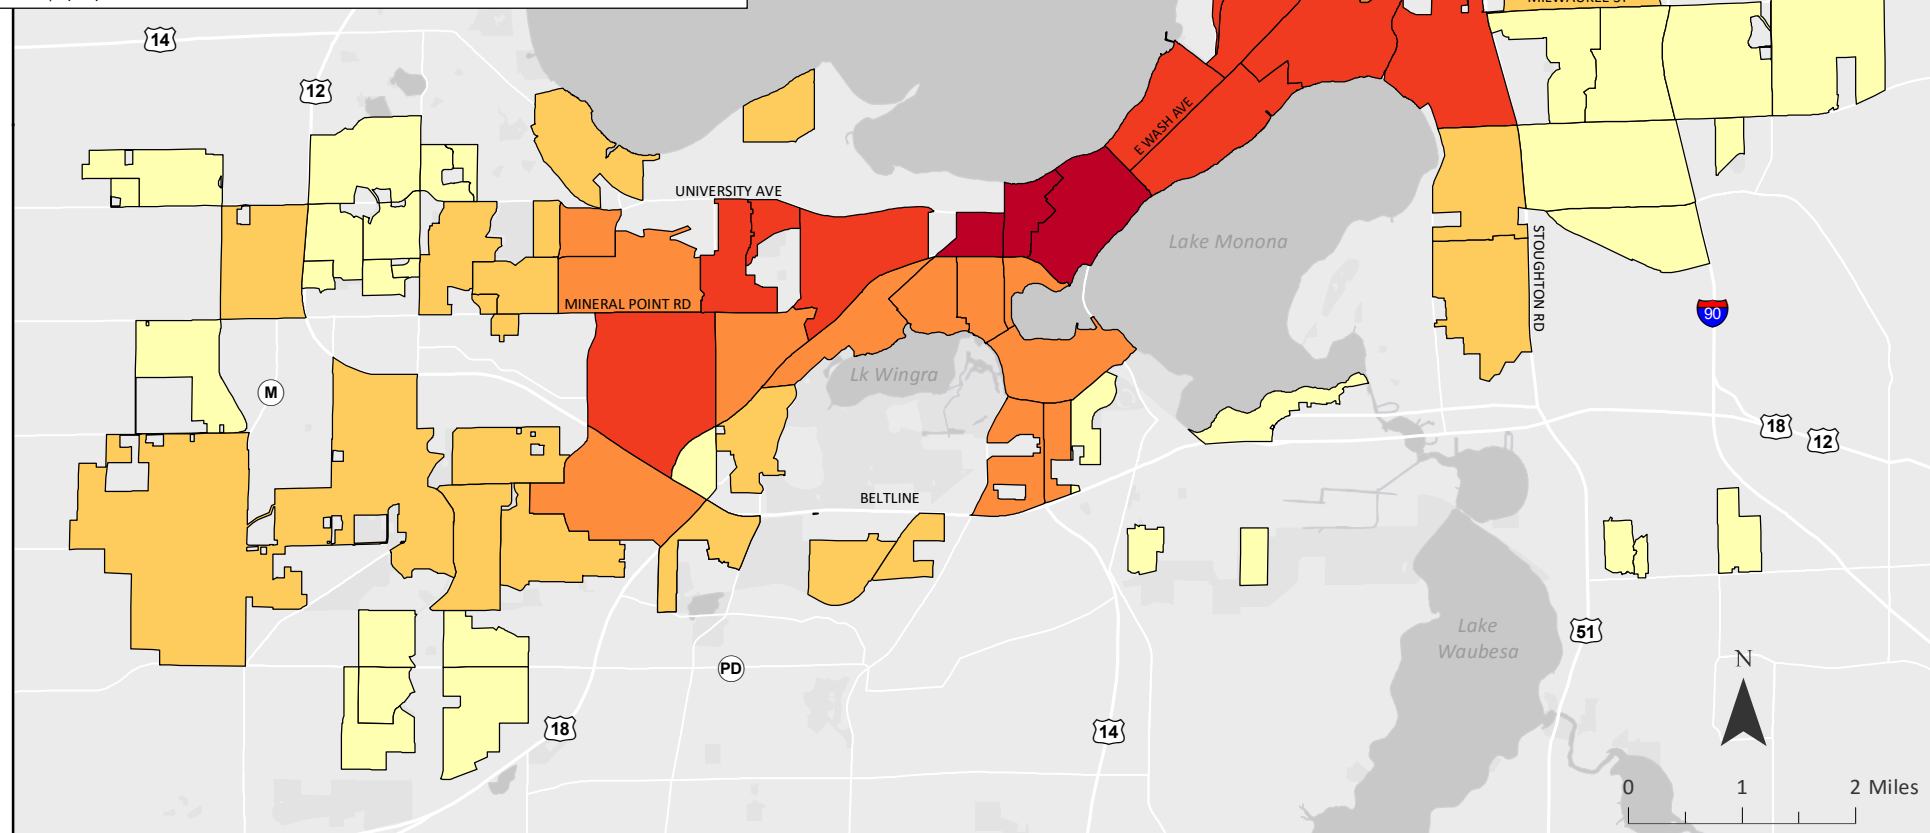 14
12
UNIVERSITY AVE
E WASH AVE
Lake Monona
STOUGHTON RD
MINERAL POINT RD
90
Lk Wingra
M
18
12
BELTLINE
Lake
Waubesa
51
N
PD
18
14
0 1 2 Miles